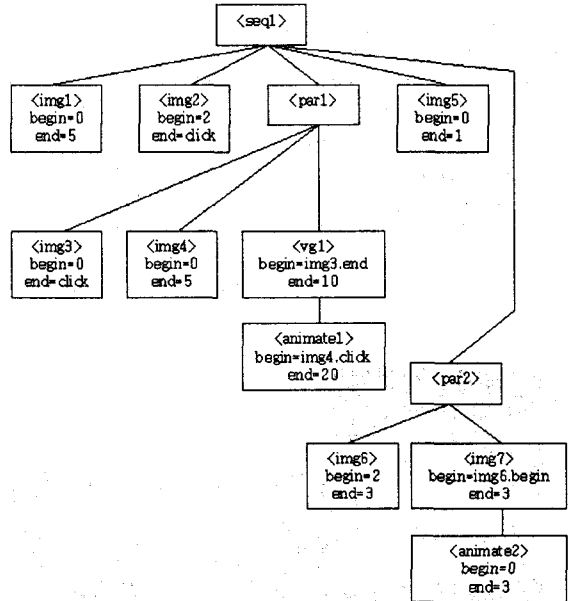 <seq1>
<img1>
begin=0
end=5
<img2>
begin=2
end=click
<par1>
<img5>
begin=0
end=1
<img3>
begin=0
end=click
<img4>
begin=0
end=5
<vg1>
begin=img3.end
end=10
<animate1>
begin=img4.click
end=20
<par2>
<img6>
begin=2
end=3
<img7>
begin=img6.begin
end=3
<animate2>
begin=0
end=3